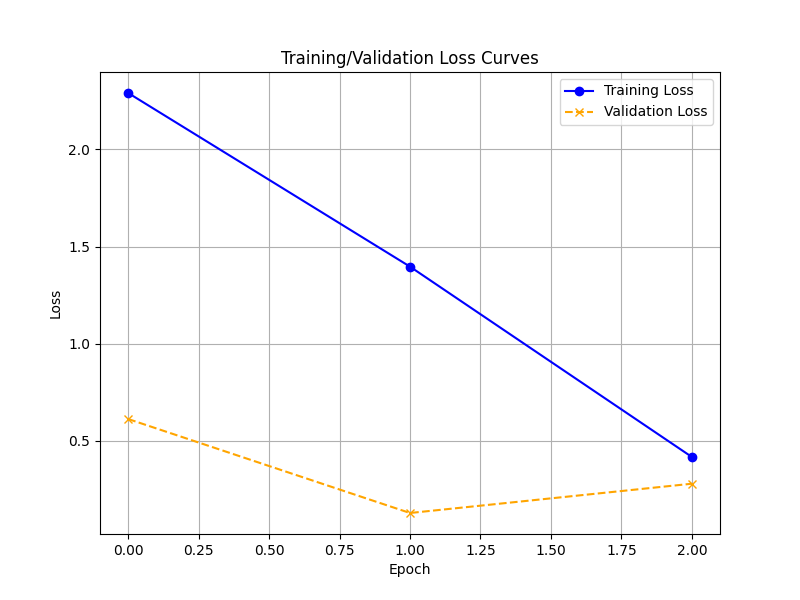 Training/Validation Loss Curves
Training Loss
Validation Loss
Loss
2.0
1.5
1.0
0.5
0.00 0.25 0.50 0.75 1.00 1.25 1.50 1.75 2.00
Epoch